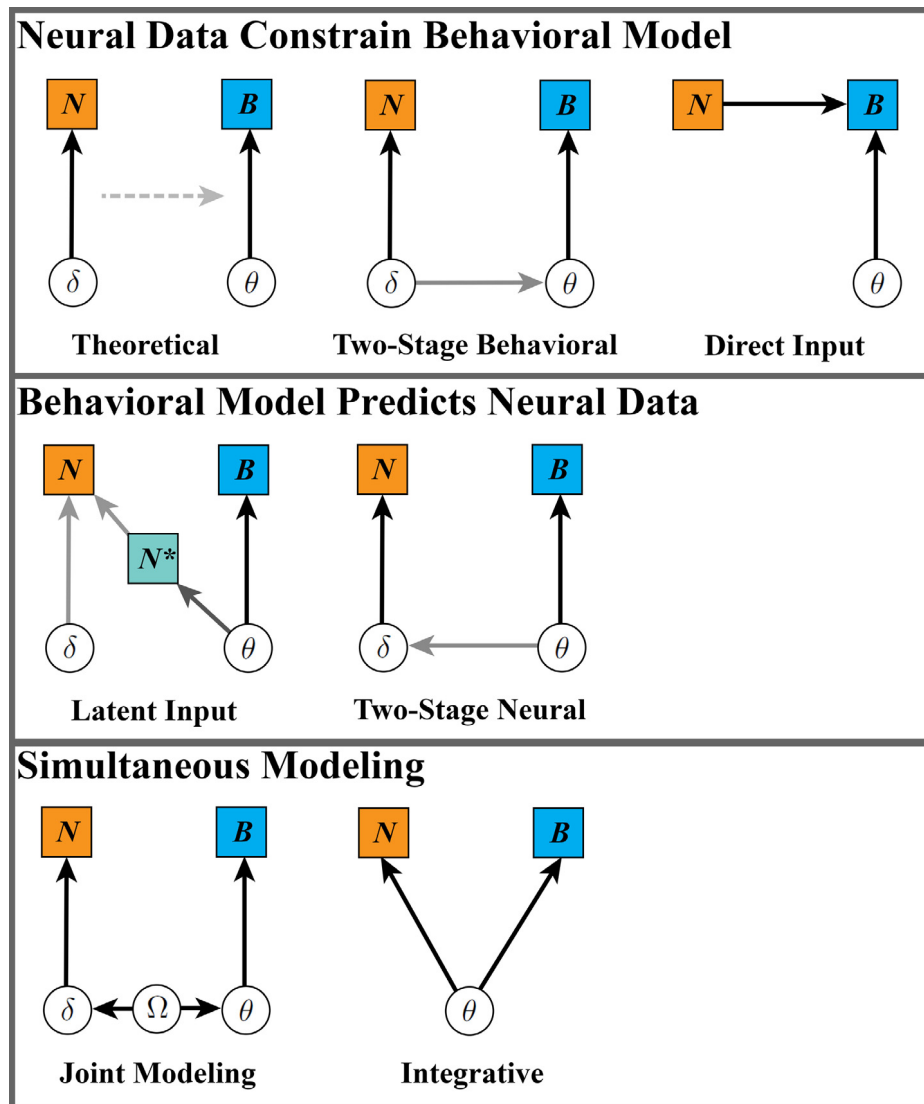 Neural Data Constrain Behavioral Model
N B N B N B
δ θ δ θ θ
Theoretical Two-Stage Behavioral Direct Input
Behavioral Model Predicts Neural Data
N B N B
N*
δ θ δ θ
Latent Input Two-Stage Neural
Simultaneous Modeling
N B N B
δ Ω θ θ
Joint Modeling Integrative